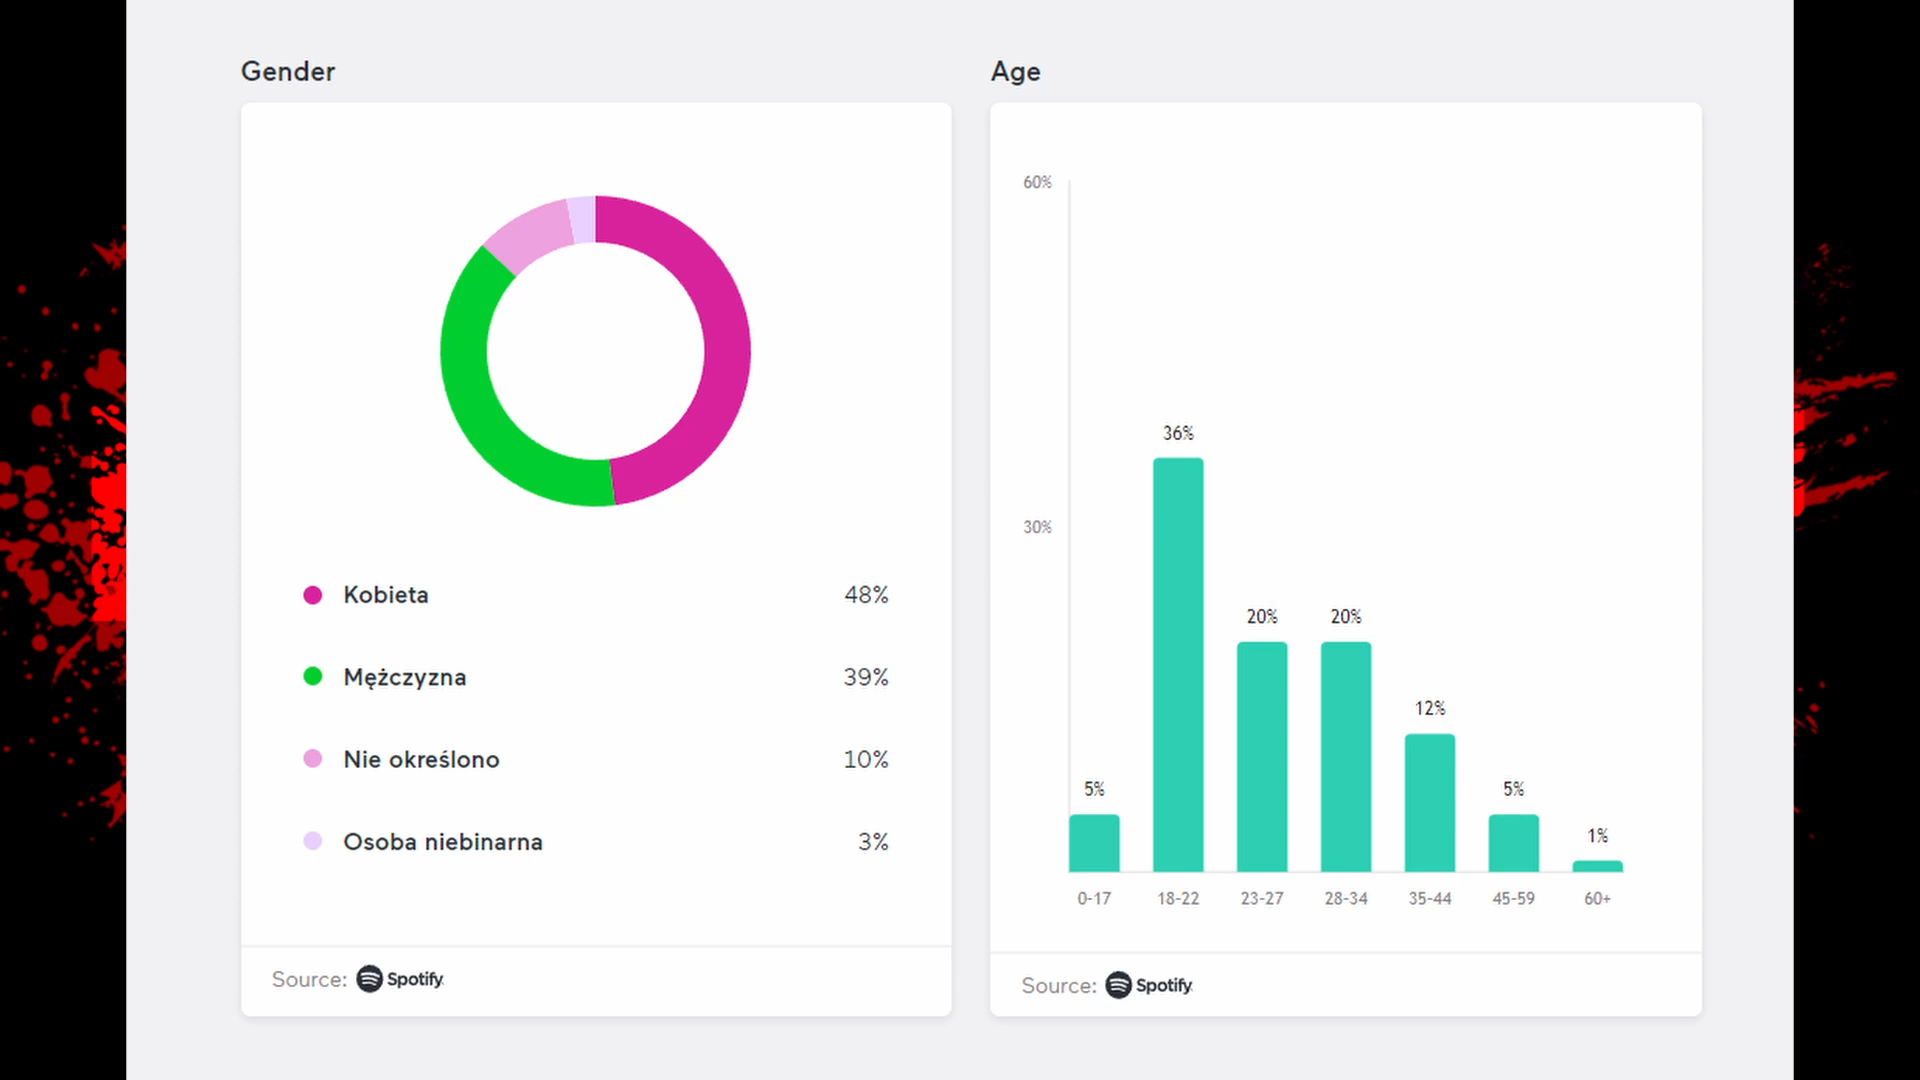 Gender
Kobieta 48%
Mężczyzna 39%
Nie określono 10%
Osoba niebinarna 3%
Source: Spotify
Age
60%
30%
5%
36%
20%
20%
12%
5%
1%
0-17 18-22 23-27 28-34 35-44 45-59 60+
Source: Spotify